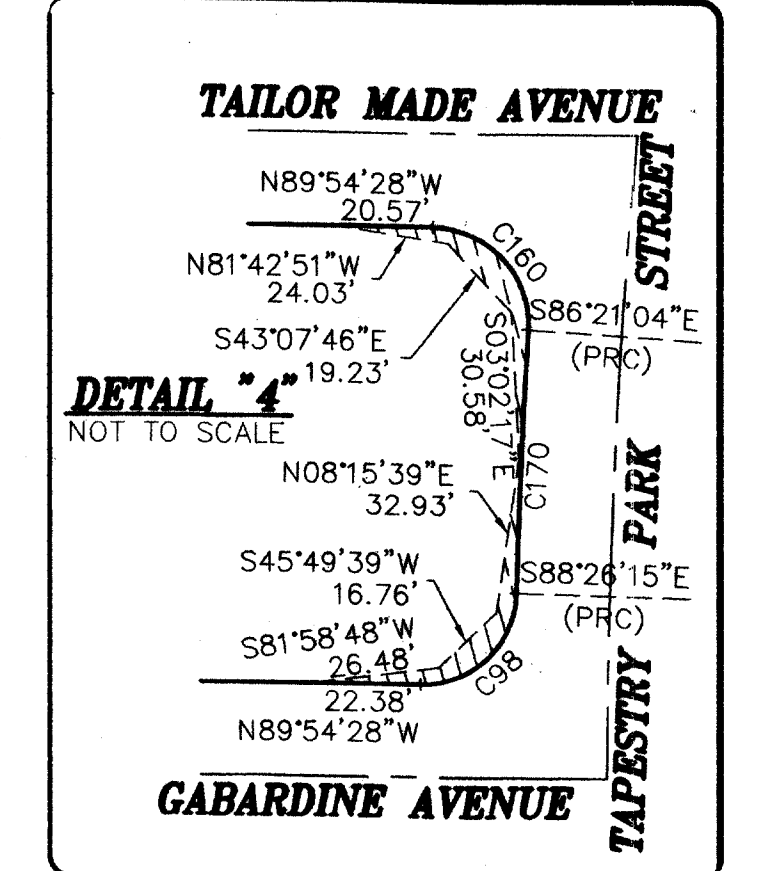 TAILOR MADE AVENUE
STREET
N89°54'28"W
20.57'
C160
N81°42'51"W
24.03'
S86°21'04"E
(PRC)
S43°07'46"E
19.23'
S03°02'17"E
30.58'
DETAIL "4"
NOT TO SCALE
N08°15'39"E
32.93'
C170
PARK
S45°49'39"W
16.76'
S88°26'15"E
(PRC)
S81°58'48"W
26.48'
C98
22.38'
N89°54'28"W
TAPESTRY
GABARDINE AVENUE